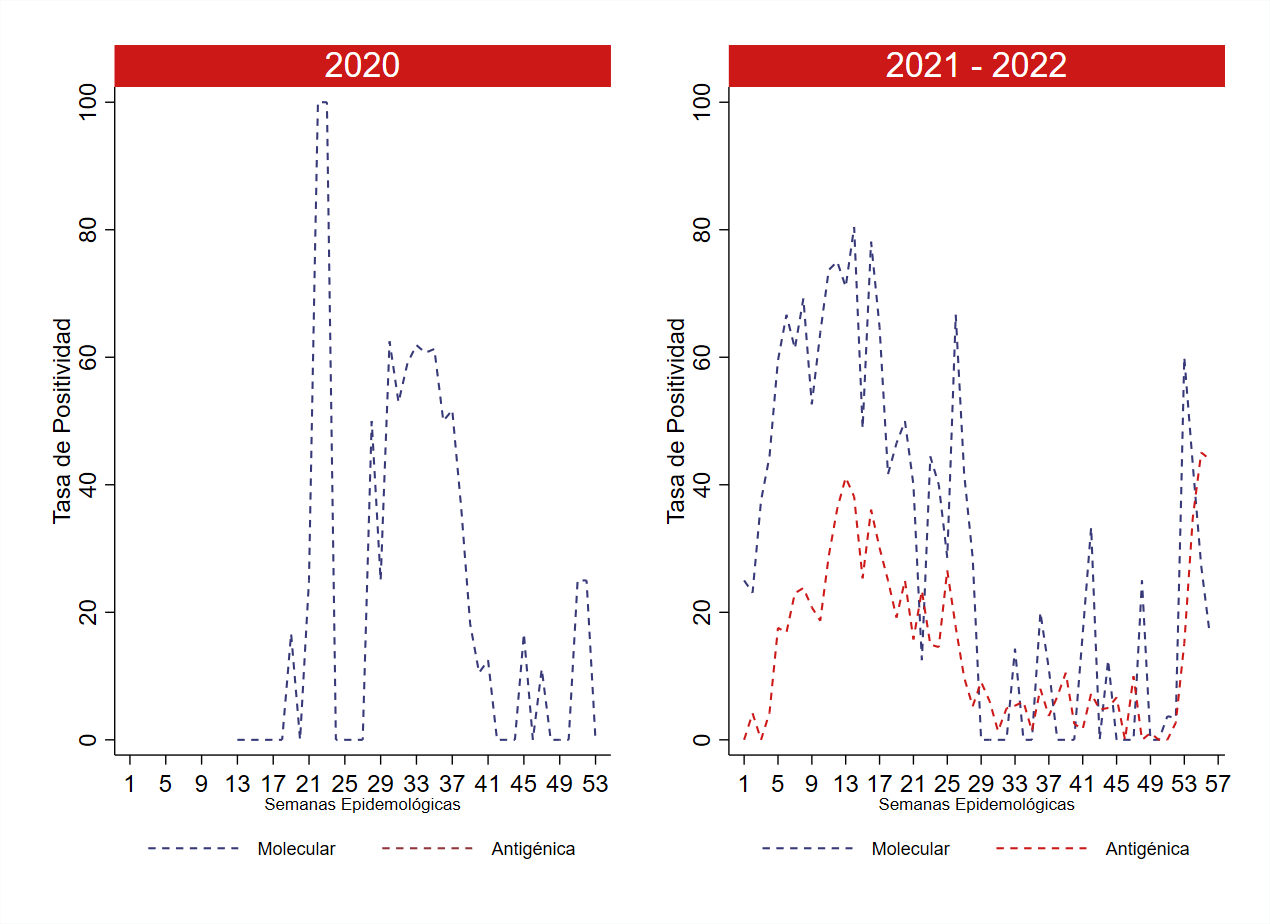 2020
100
80
60
40
20
0
Tasa de Positividad
1 5 9 13 17 21 25 29 33 37 41 45 49 53
Semanas Epidemológicas
Molecular Antigénica
2021 - 2022
100
80
60
40
20
0
Tasa de Positividad
1 5 9 13 17 21 25 29 33 37 41 45 49 53 57
Semanas Epidemológicas
Molecular Antigénica